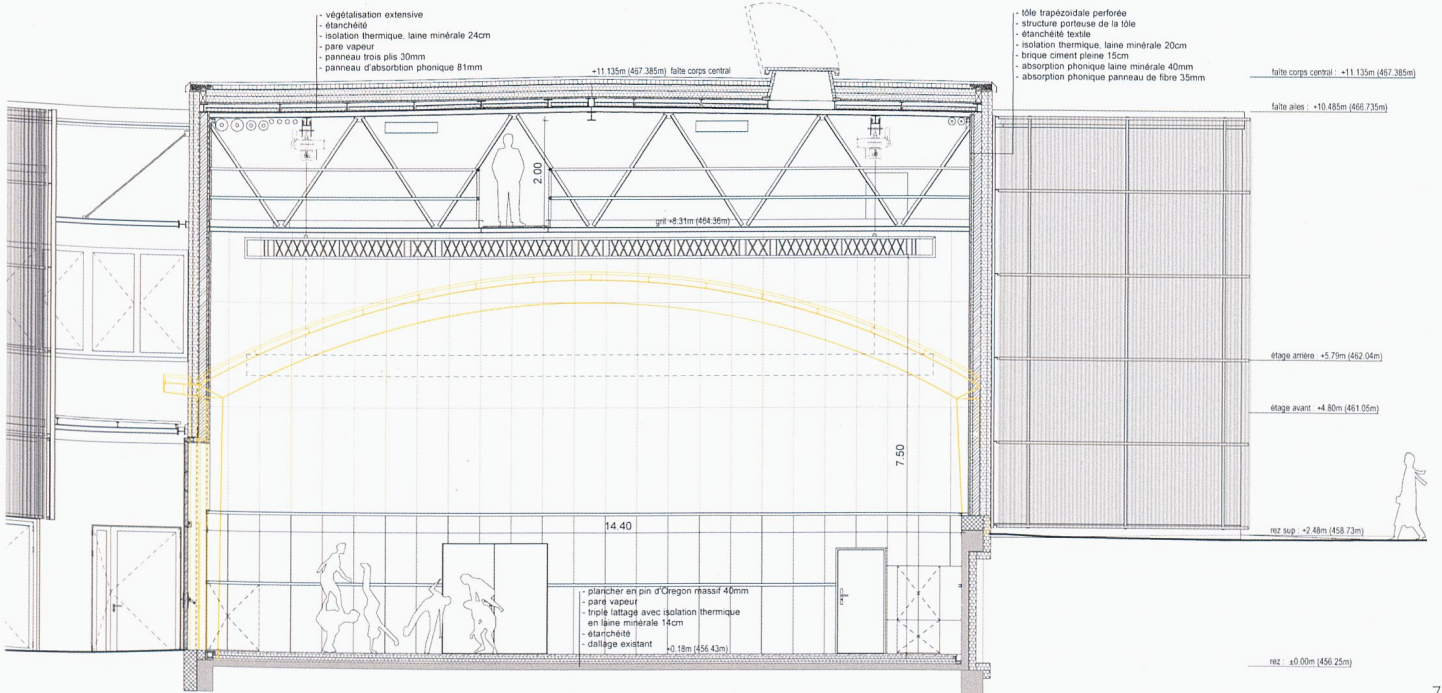 - végétalisation extensive
- étanchéité
- isolation thermique, laine minérale 24cm
- pare vapeur
- panneau trois plis 30mm
- panneau d'absorbtion phonique 81mm
- tôle trapézoïdale perforée
- structure porteuse de la tôle
- étanchéité textile
- isolation thermique, laine minérale 20cm
- brique ciment pleine 15cm
- absorption phonique laine minérale 40mm
- absorption phonique panneau de fibre 35mm
+11.135m (467.385m) faîte corps central
faîte corps central : +11.135m (467.385m)
faîte ailes : +10.485m (466.735m)
2.00
gril +8.31m (464.36m)
étage arrière : +5.79m (462.04m)
étage avant : +4.80m (461.05m)
7.50
14.40
rez sup : +2.48m (458.73m)
- plancher en pin d'Oregon massif 40mm
- pare vapeur
- triple lattage avec isolation thermique
en laine minérale 14cm
- étanchéité
- dallage existant
+0.18m (456.43m)
rez : ±0.00m (456.25m)
7